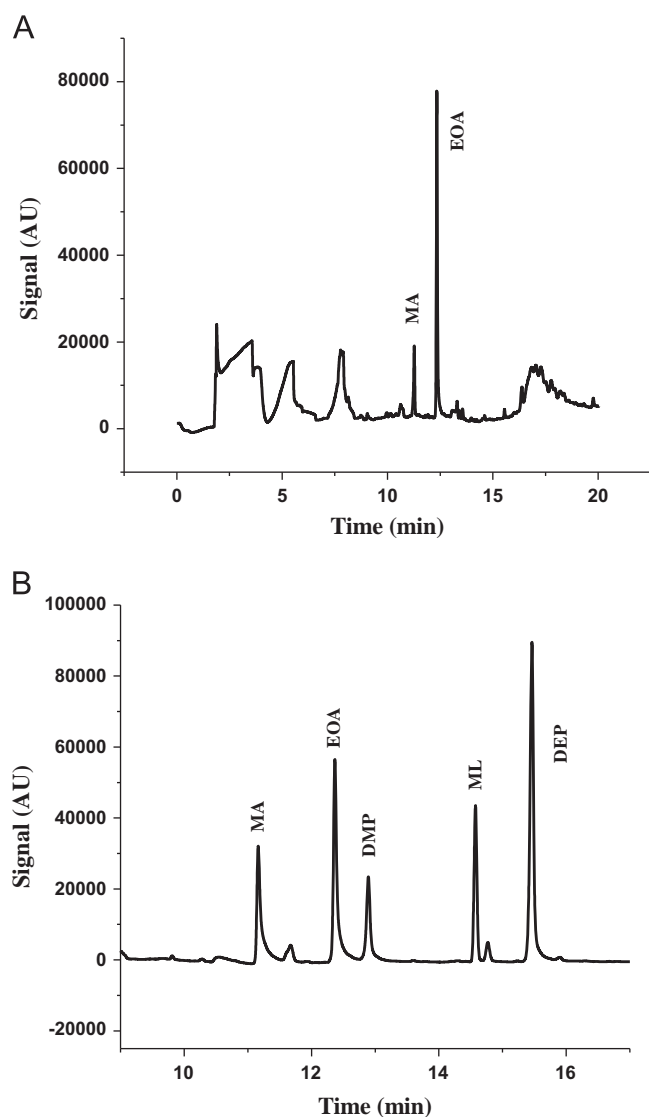 A
80000
60000
40000
20000
0
Signal (AU)
MA
EOA
0 5 10 15 20
Time (min)
B
100000
80000
60000
40000
20000
0
-20000
Signal (AU)
MA
EOA
DMP
ML
DEP
10 12 14 16
Time (min)